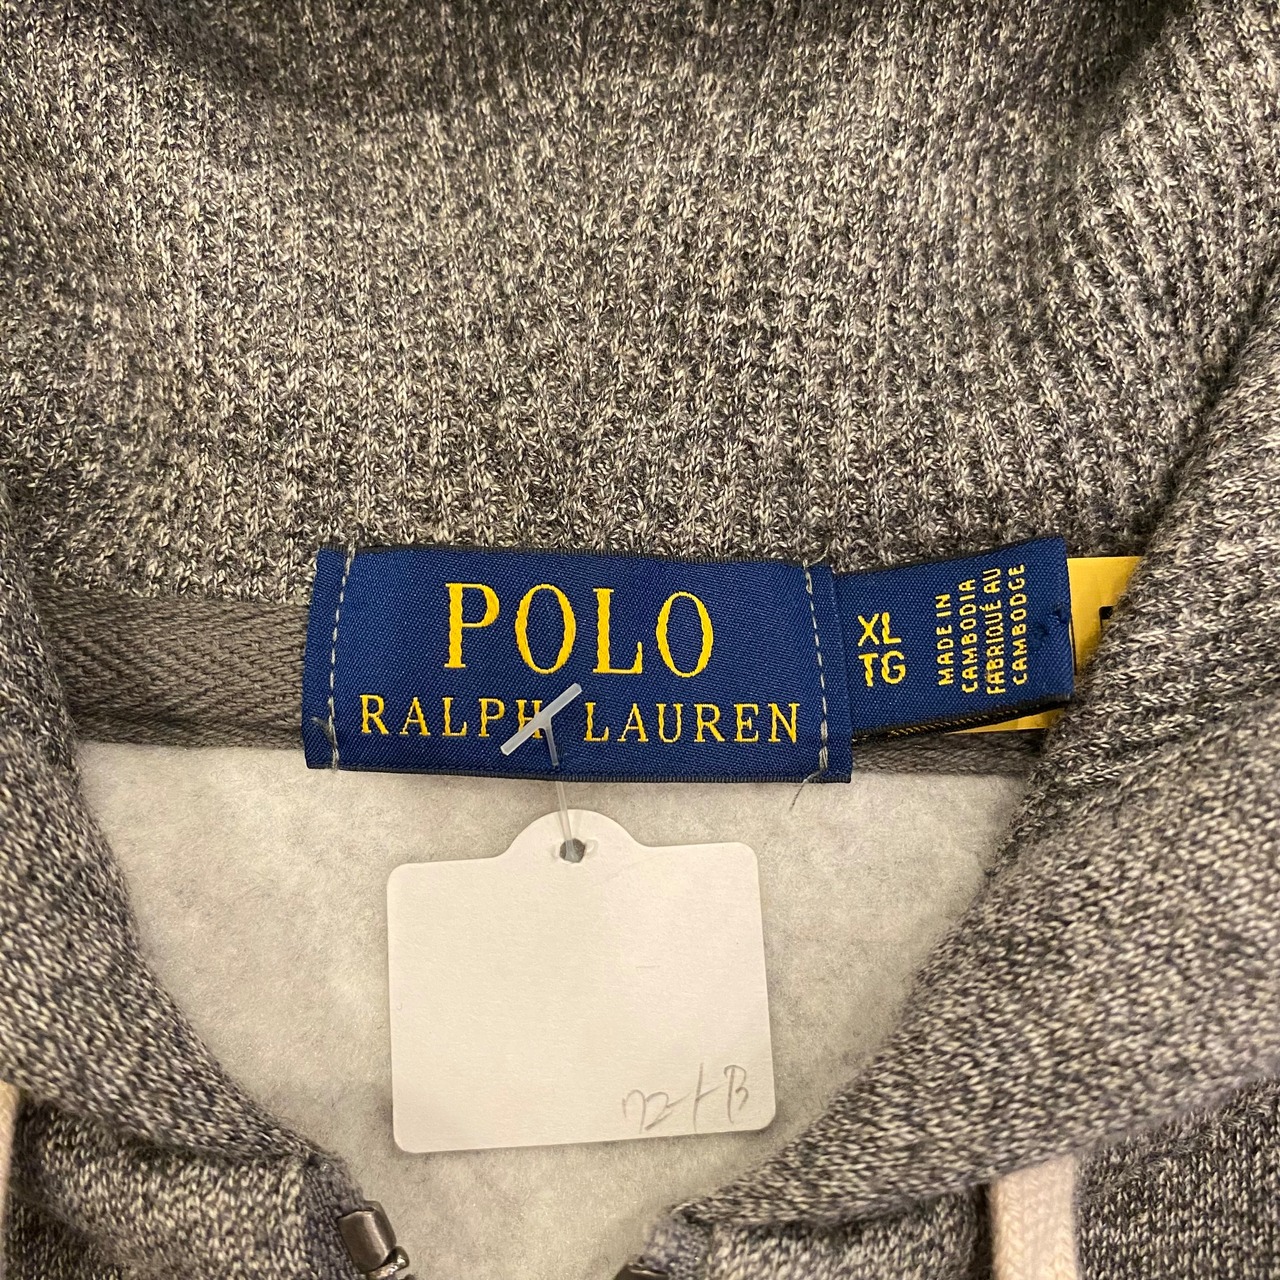 POLO
RALPH LAUREN
XL
TG
MADE IN
CAMBODIA
FABRIQUÉ AU
CAMBODGE